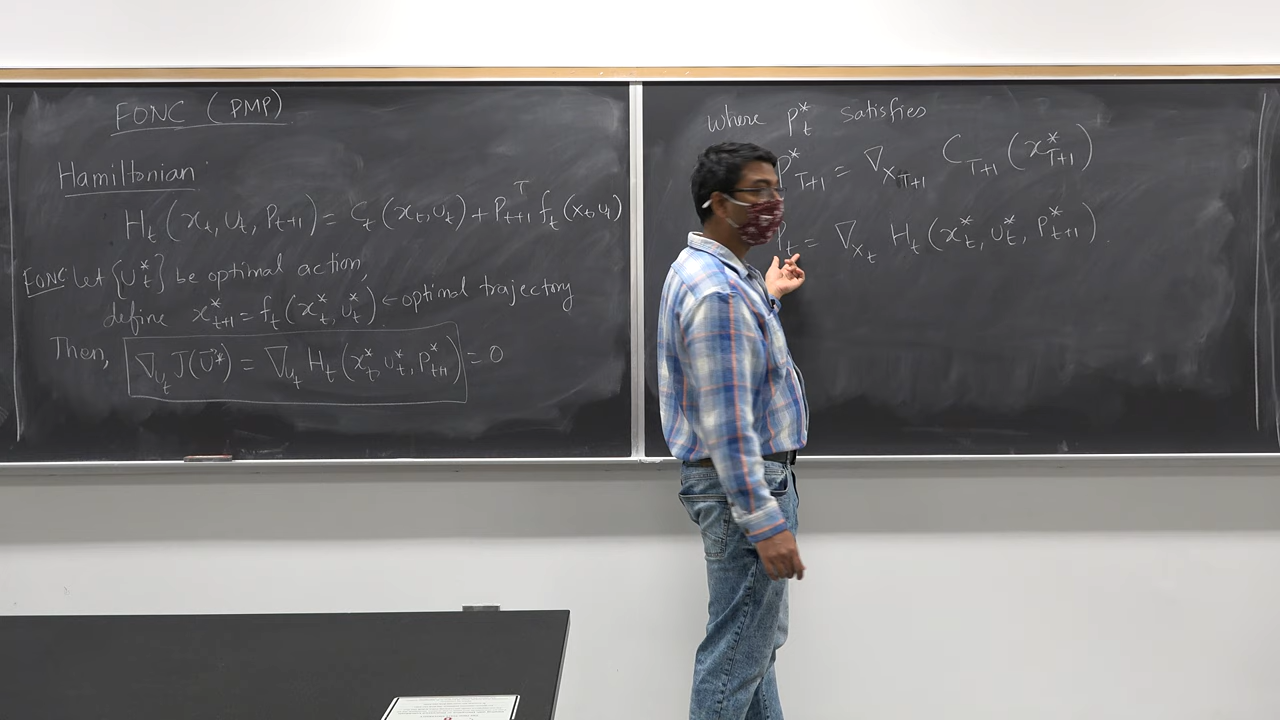 FONC (PMP)
Hamiltonian
H_t(x_t, u_t, P_{t+1}) = C_t(x_t, u_t) + P_{t+1}^T f_t(x_t, u_t)
FONC Let {U_t^*} be optimal action,
define x_{t+1}^* = f_t(x_t^*, u_t^*) ← optimal trajectory
Then, ∇_{u_t} J(U^*) = ∇_{u_t} H_t(x_t^*, u_t^*, P_{t+1}^*) = 0
where P_t^* satisfies
P_{T+1}^* = ∇_{x_{T+1}} C_{T+1}(x_{T+1}^*)
P_t = ∇_{x_t} H_t(x_t^*, u_t^*, P_{t+1}^*).